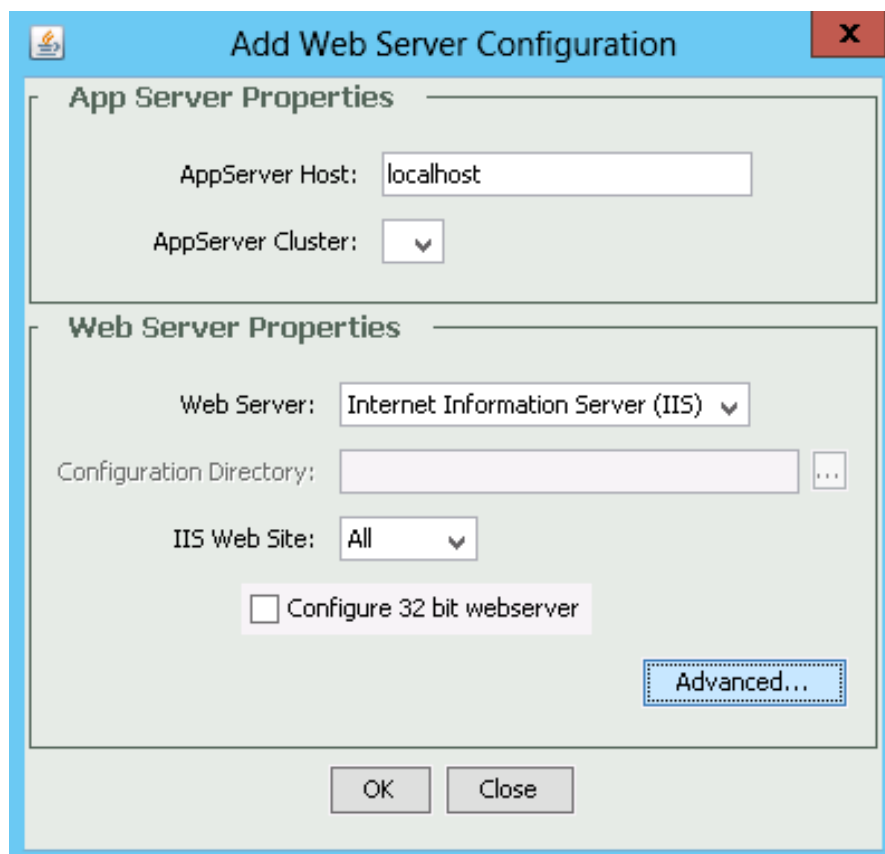 Add Web Server Configuration
x
App Server Properties
AppServer Host: localhost
AppServer Cluster:
Web Server Properties
Web Server: Internet Information Server (IIS)
Configuration Directory: ...
IIS Web Site: All
Configure 32 bit webserver
Advanced...
OK Close